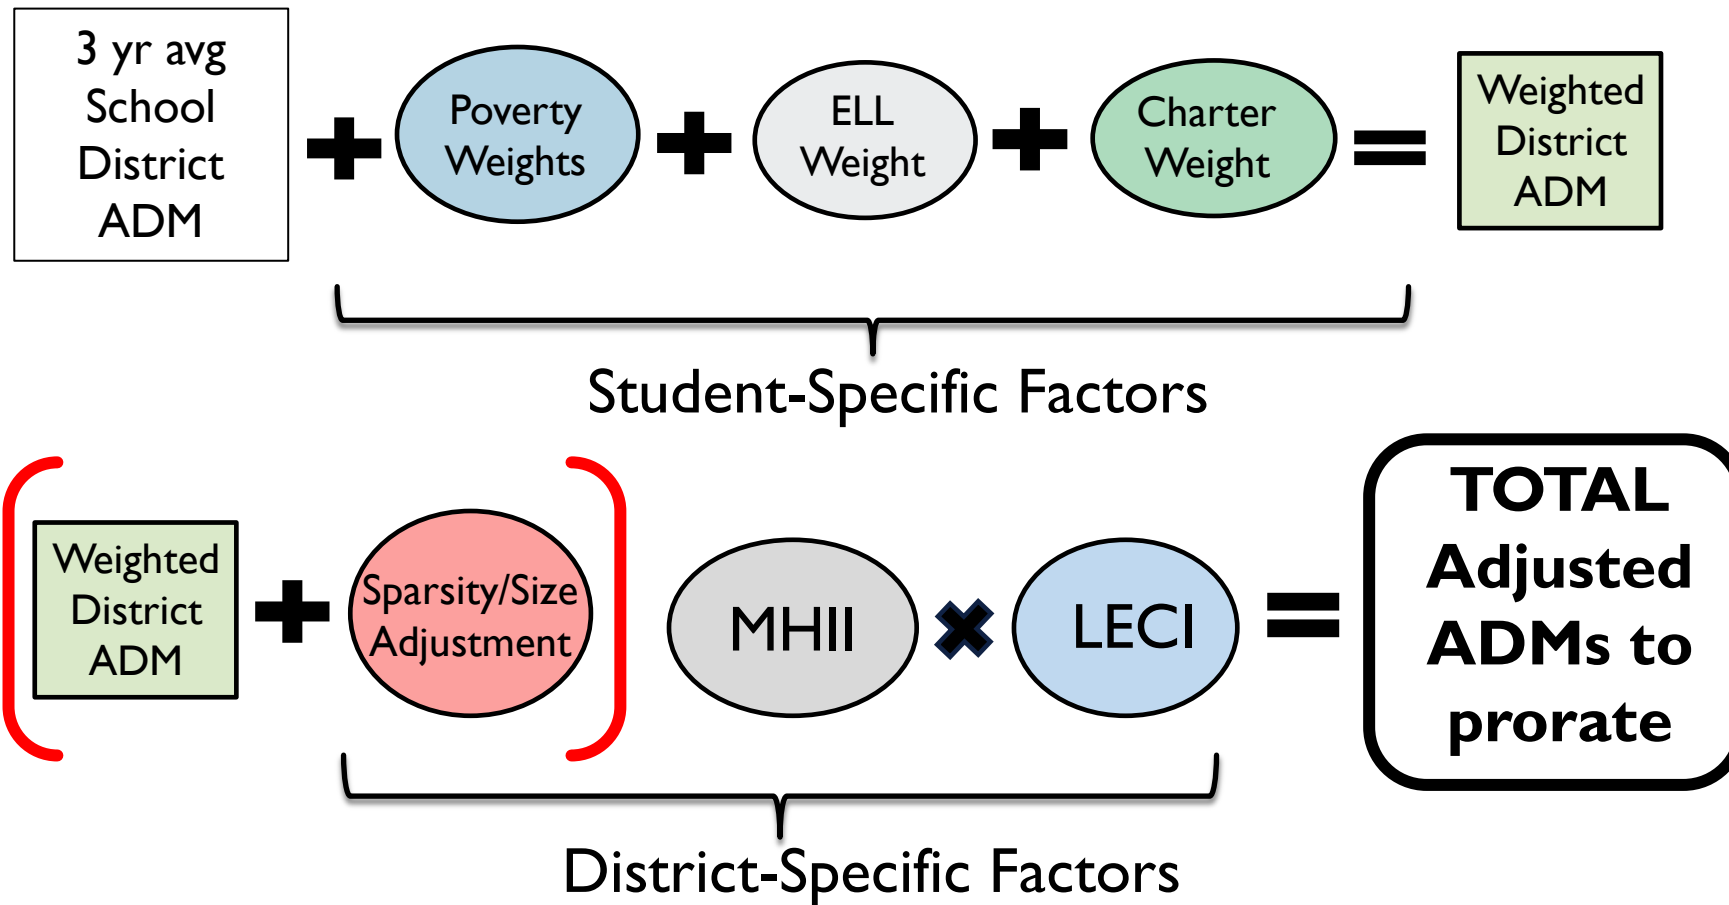 3 yr avg
School
District
ADM
+
Poverty
Weights
+
ELL
Weight
+
Charter
Weight
=
Weighted
District
ADM
Student-Specific Factors
(
Weighted
District
ADM
+
Sparsity/Size
Adjustment
)
MHII
×
LECI
=
TOTAL
Adjusted
ADMs to
prorate
District-Specific Factors